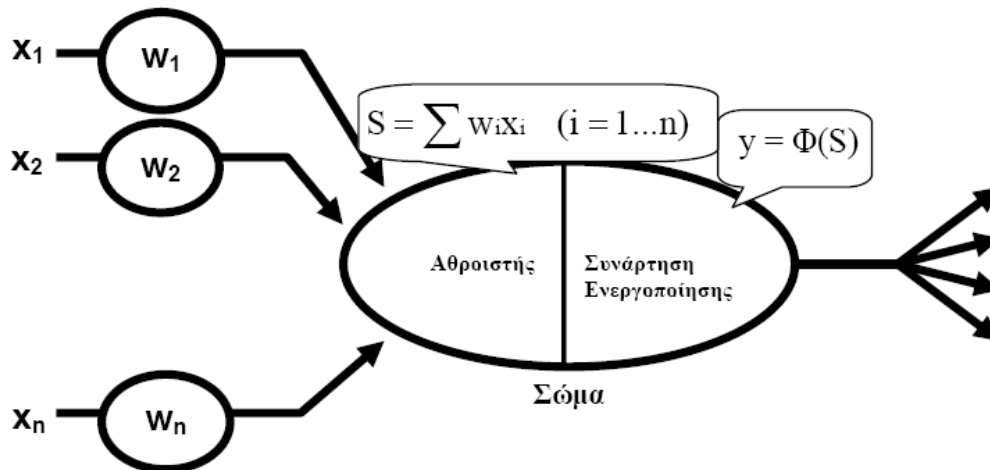 x₁
w₁
S = ∑ wᵢxᵢ (i = 1...n)
y = Φ(S)
x₂
w₂
Αθροιστής
Συνάρτηση
Ενεργοποίησης
Σώμα
xₙ
wₙ